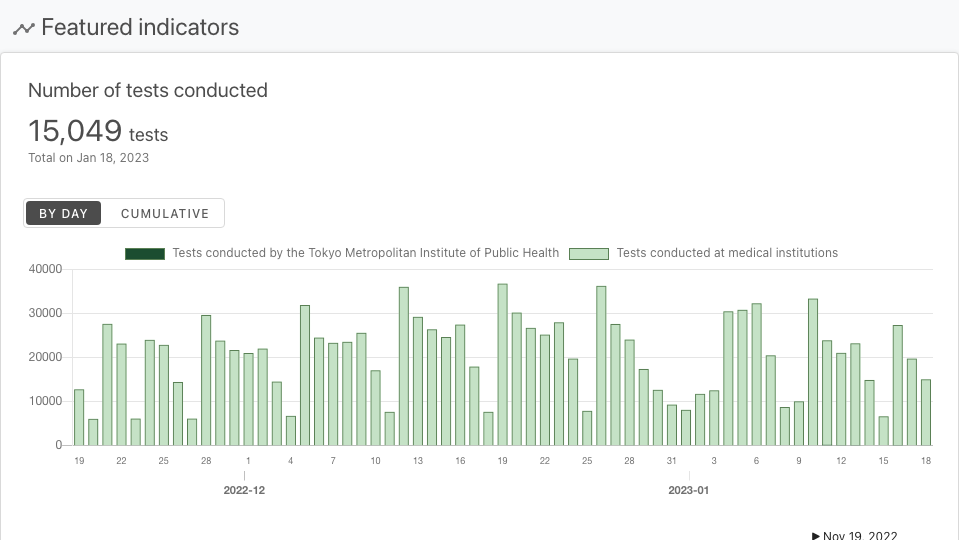 Featured indicators
Number of tests conducted
15,049 tests
Total on Jan 18, 2023
BY DAY CUMULATIVE
Tests conducted by the Tokyo Metropolitan Institute of Public Health Tests conducted at medical institutions
40000
30000
20000
10000
0
19 22 25 28 1 4 7 10 13 16 19 22 25 28 31 3 6 9 12 15 18
2022-12 2023-01
▶ Nov 19, 2022